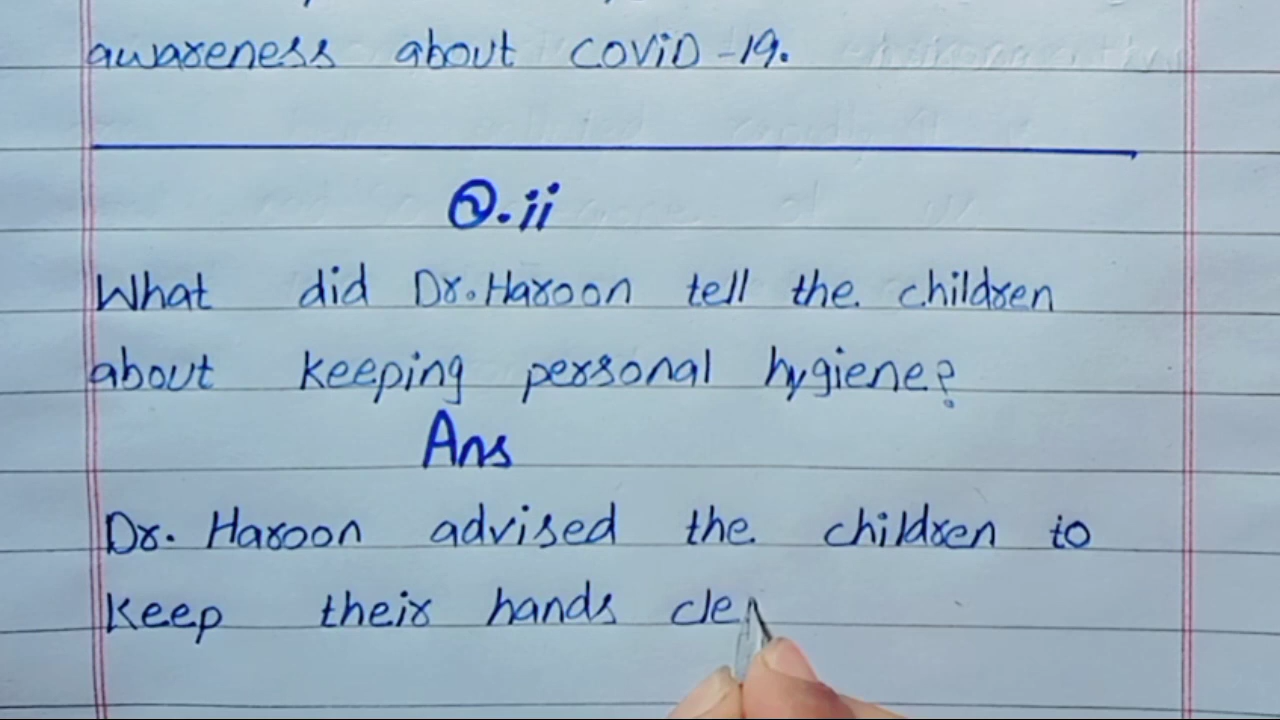 awareness about COViD-19.
Q.ii
What did Dr. Haroon tell the children
about keeping personal hygiene?
Ans
Dr. Haroon advised the children to
keep their hands cle